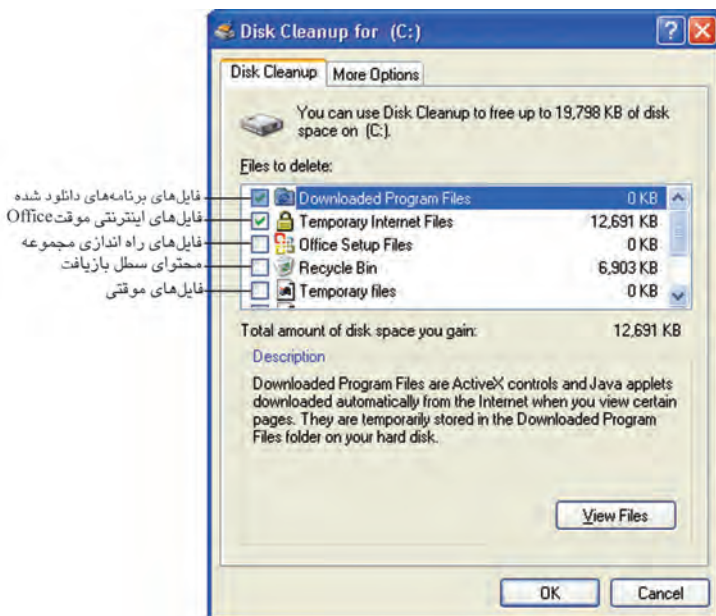 Disk Cleanup for (C:)
Disk Cleanup
More Options
You can use Disk Cleanup to free up to 19,798 KB of disk
space on (C:).
Files to delete:
فایل‌های برنامه‌های دانلود شده
Downloaded Program Files 0 KB
فایل‌های اینترنتی موقتOffice
Temporary Internet Files 12,691 KB
فایل‌های راه اندازی مجموعه
Office Setup Files 0 KB
محتوای سطل بازیافت
Recycle Bin 6,903 KB
فایل‌های موقتی
Temporary files 0 KB
Total amount of disk space you gain: 12,691 KB
Description
Downloaded Program Files are ActiveX controls and Java applets
downloaded automatically from the Internet when you view certain
pages. They are temporarily stored in the Downloaded Program
Files folder on your hard disk.
View Files
OK
Cancel